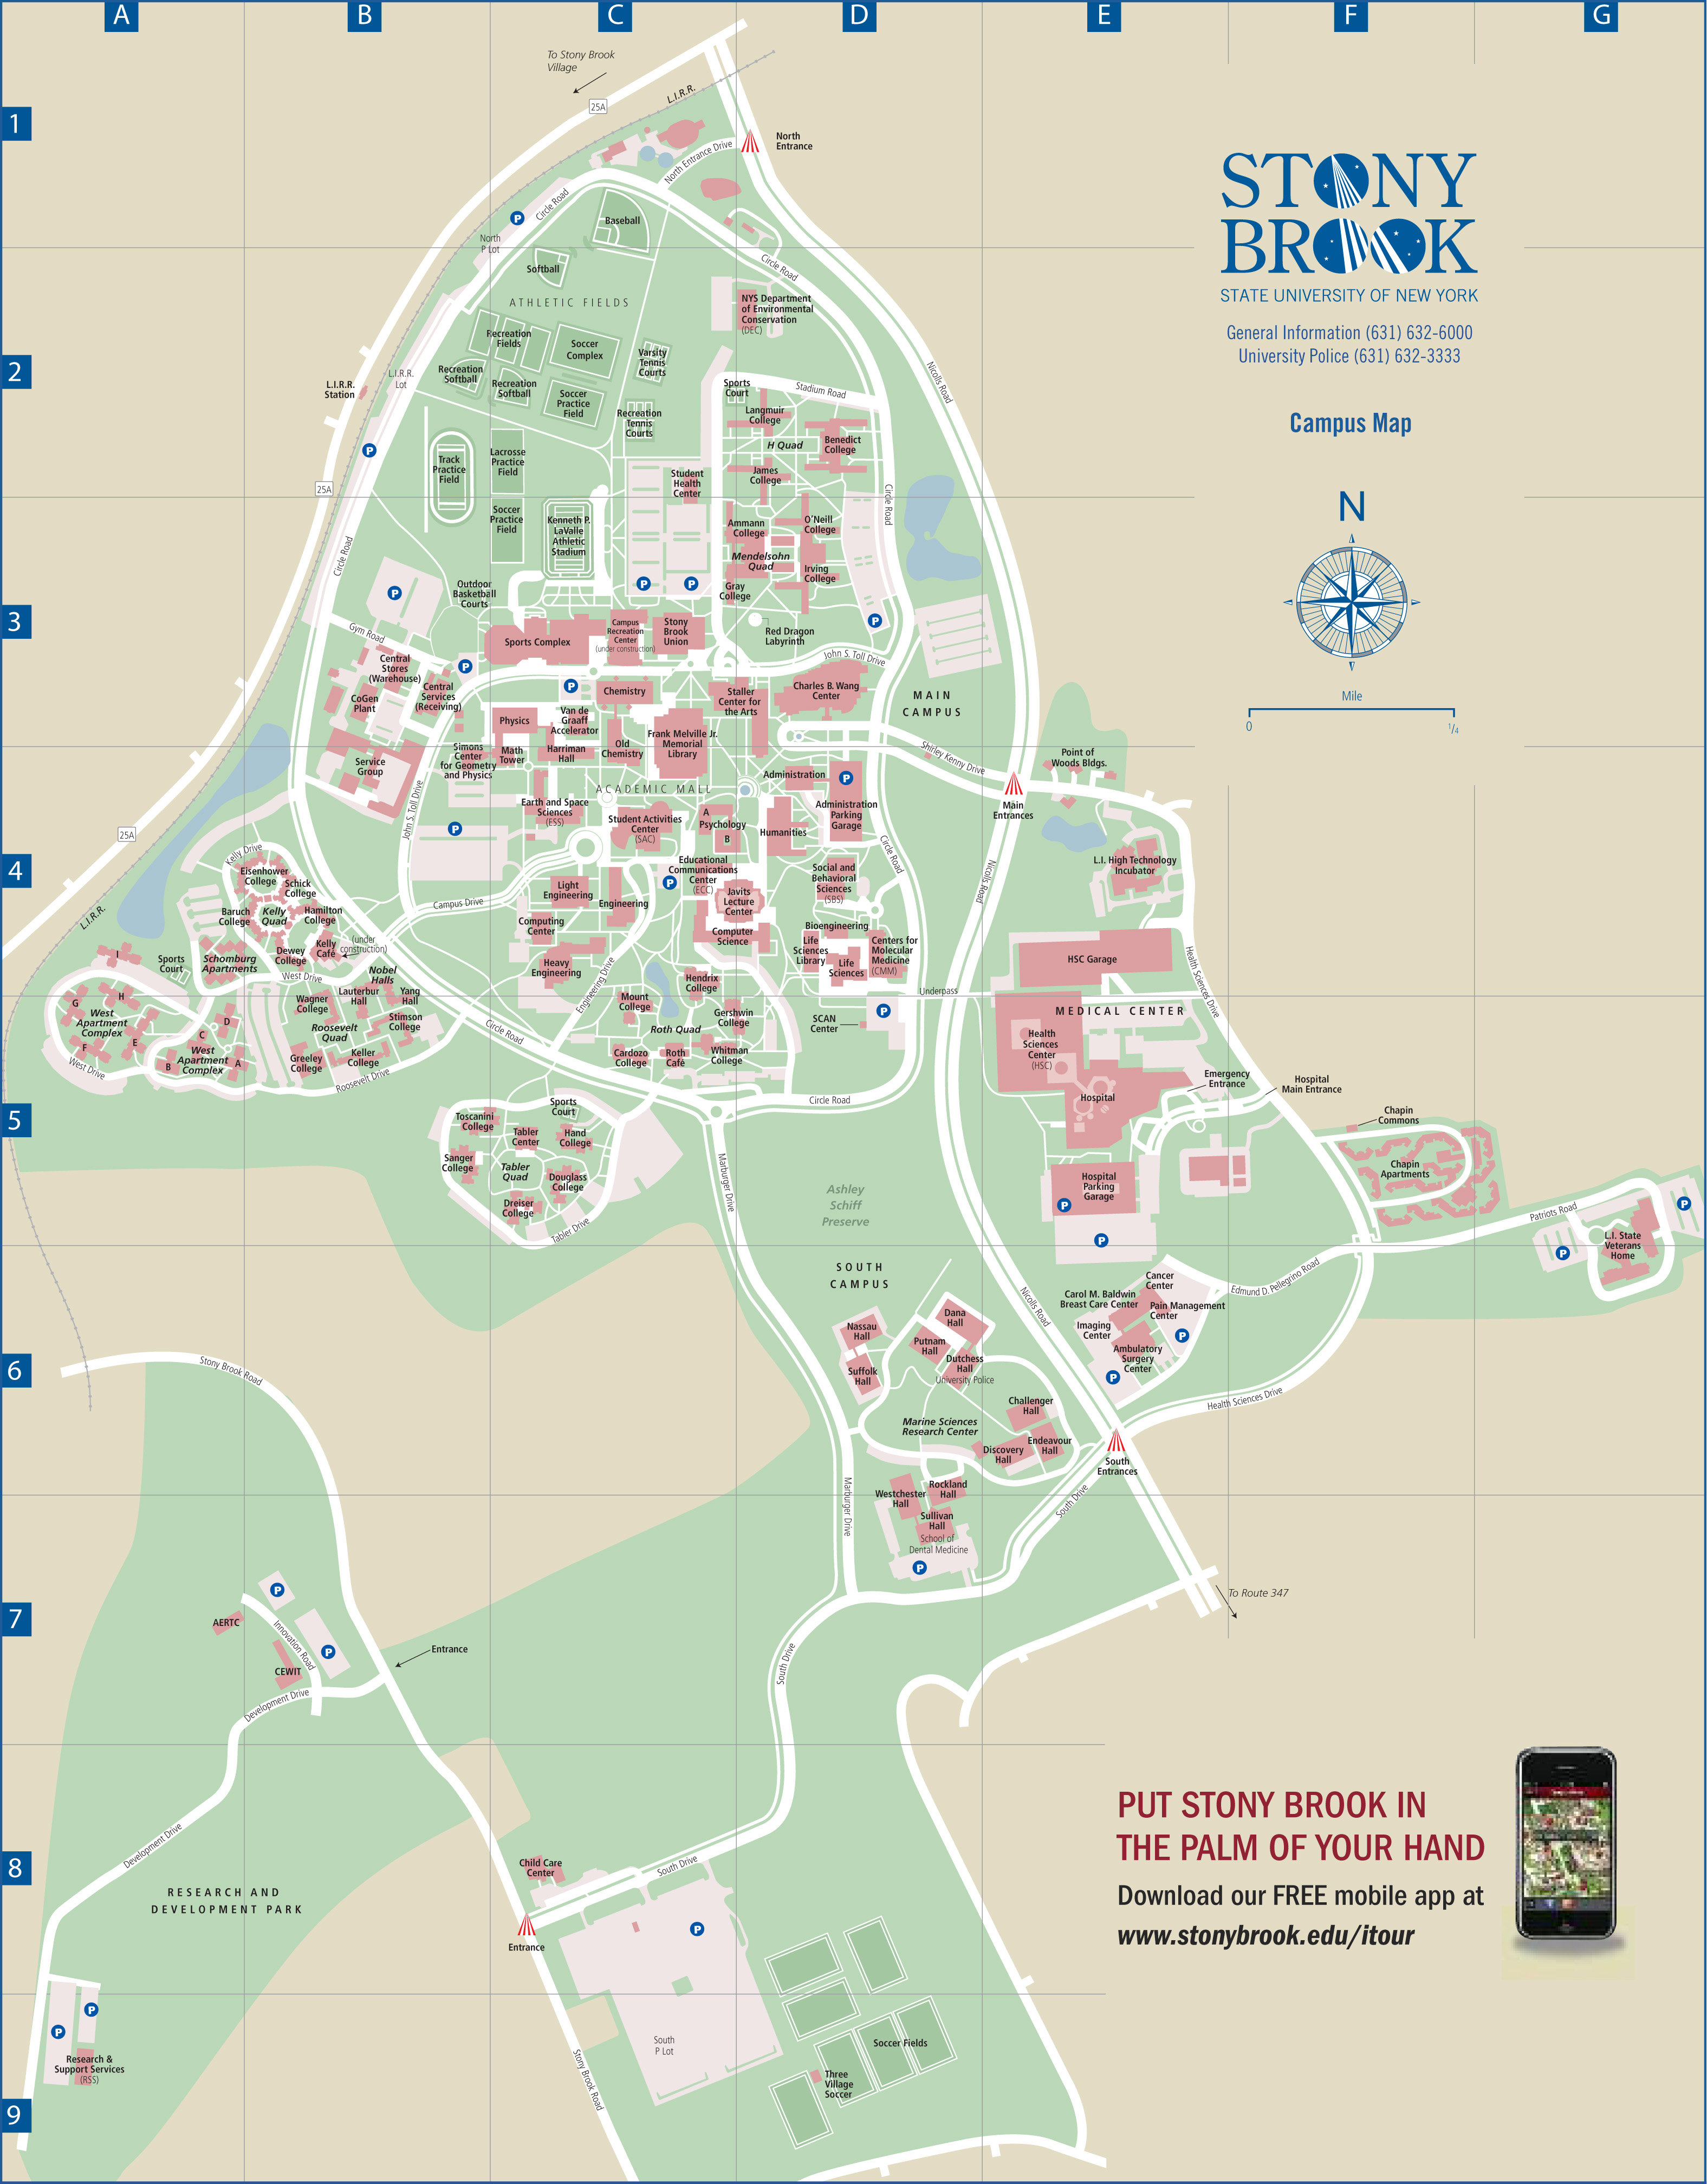 A
B
C
D
E
F
G
1
2
3
4
5
6
7
8
9
To Stony Brook
Village
25A
L.I.R.R.
North
Entrance
North Entrance Drive
Circle Road
North
P Lot
P
Baseball
Softball
ATHLETIC FIELDS
Circle Road
NYS Department
of Environmental
Conservation
(DEC)
STONY
BROOK
STATE UNIVERSITY OF NEW YORK
General Information (631) 632-6000
University Police (631) 632-3333
Campus Map
N
Mile
0
1/4
Recreation
Fields
Soccer
Complex
Varsity
Tennis
Courts
Recreation
Softball
Recreation
Softball
Soccer
Practice
Field
Recreation
Tennis
Courts
L.I.R.R.
Station
L.I.R.R.
Lot
P
25A
Sports
Court
Stadium Road
Nicolls Road
Langmuir
College
H Quad
Benedict
College
James
College
Track
Practice
Field
Lacrosse
Practice
Field
Student
Health
Center
Soccer
Practice
Field
Kenneth P.
LaValle
Athletic
Stadium
Ammann
College
O'Neill
College
Mendelsohn
Quad
Irving
College
Gray
College
Circle Road
Circle Road
P
P
P
P
Outdoor
Basketball
Courts
Gym Road
Sports Complex
Campus
Recreation
Center
(under construction)
Stony
Brook
Union
Red Dragon
Labyrinth
John S. Toll Drive
Central
Stores
(Warehouse)
P
CoGen
Plant
Central
Services
(Receiving)
P
Chemistry
Staller
Center for
the Arts
Charles B. Wang
Center
MAIN
CAMPUS
Physics
Van de
Graaff
Accelerator
Frank Melville Jr.
Memorial
Library
Service
Group
Simons
Center
for Geometry
and Physics
Math
Tower
Harriman
Hall
Old
Chemistry
Shirley Kenny Drive
Point of
Woods Bldgs.
Main
Entrances
Administration
P
Administration
Parking
Garage
ACADEMIC MALL
John S. Toll Drive
P
Earth and Space
Sciences
(ESS)
Student Activities
Center
(SAC)
A
Psychology
B
Humanities
25A
Circle Road
Nicolls Road
L.I. High Technology
Incubator
Kelly Drive
Eisenhower
College
Schick
College
Baruch
College
Kelly
Quad
Hamilton
College
Dewey
College
Kelly
Café
(under
construction)
Campus Drive
Light
Engineering
Engineering
P
Educational
Communications
Center
(ECC)
Javits
Lecture
Center
Social and
Behavioral
Sciences
(SBS)
Computing
Center
Computer
Science
Bioengineering
Life
Sciences
Library
Life
Sciences
Centers for
Molecular
Medicine
(CMM)
HSC Garage
Health Sciences Drive
L.I.R.R.
I
Sports
Court
Schomburg
Apartments
West Drive
Nobel
Halls
Heavy
Engineering
Engineering Drive
Hendrix
College
Underpass
G
H
West
Apartment
Complex
F
E
D
C
West
Apartment
Complex
B
A
West Drive
Wagner
College
Lauterbur
Hall
Yang
Hall
Roosevelt
Quad
Stimson
College
Greeley
College
Keller
College
Roosevelt Drive
Circle Road
Mount
College
Roth Quad
Gershwin
College
Cardozo
College
Roth
Café
Whitman
College
SCAN
Center
P
MEDICAL CENTER
Health
Sciences
Center
(HSC)
Hospital
Emergency
Entrance
Hospital
Main Entrance
Circle Road
Toscanini
College
Sports
Court
Tabler
Center
Hand
College
Sanger
College
Tabler
Quad
Douglass
College
Dreiser
College
Tabler Drive
Marburger Drive
Ashley
Schiff
Preserve
Hospital
Parking
Garage
P
P
Chapin
Commons
Chapin
Apartments
Patriots Road
P
P
L.I. State
Veterans
Home
SOUTH
CAMPUS
Nicolls Road
Cancer
Center
Carol M. Baldwin
Breast Care Center
Pain Management
Center
Imaging
Center
Ambulatory
Surgery
Center
P
P
Edmund D. Pellegrino Road
Health Sciences Drive
Nassau
Hall
Suffolk
Hall
Dana
Hall
Putnam
Hall
Dutchess
Hall
University Police
Challenger
Hall
Marine Sciences
Research Center
Discovery
Hall
Endeavour
Hall
South
Entrances
Stony Brook Road
Marburger Drive
Westchester
Hall
Rockland
Hall
Sullivan
Hall
School of
Dental Medicine
P
South Drive
To Route 347
P
AERTC
Innovation Road
P
CEWIT
Entrance
Development Drive
South Drive
Development Drive
RESEARCH AND
DEVELOPMENT PARK
Child Care
Center
South Drive
Entrance
P
PUT STONY BROOK IN
THE PALM OF YOUR HAND
Download our FREE mobile app at
www.stonybrook.edu/itour
P
P
Research &
Support Services
(RSS)
South
P Lot
Stony Brook Road
Soccer Fields
Three
Village
Soccer